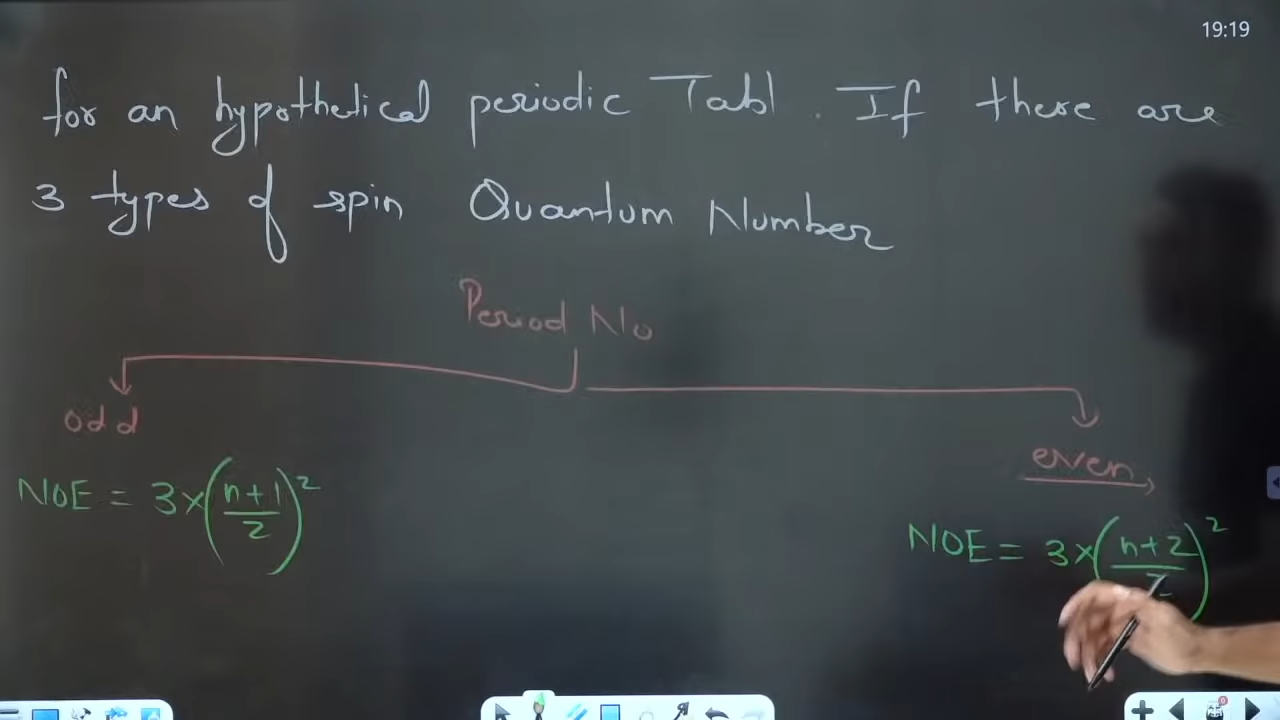 19:19
for an hypothetical periodic Tabl. If there are
3 types of spin Quantum Number
Period No
odd
even
NOE = 3×(n+1/2)²
NOE = 3×(n+2/2)²